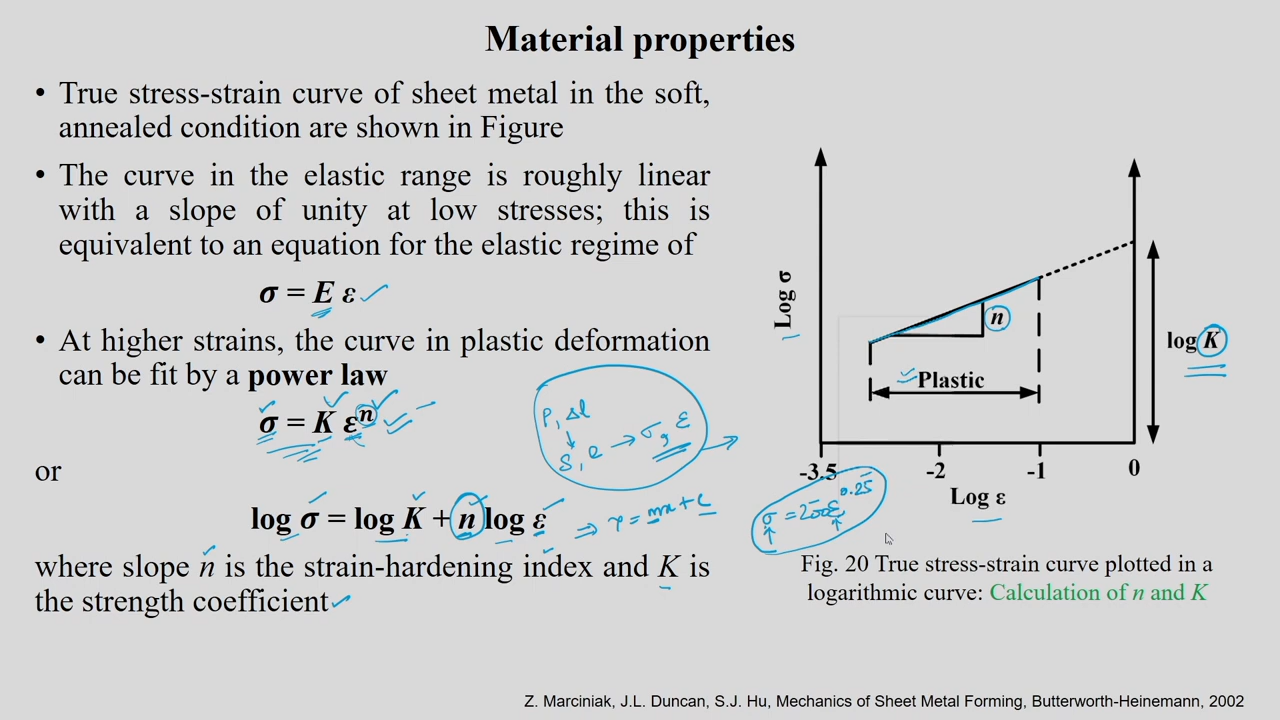 Material properties
• True stress-strain curve of sheet metal in the soft,
annealed condition are shown in Figure
• The curve in the elastic range is roughly linear
with a slope of unity at low stresses; this is
equivalent to an equation for the elastic regime of
σ = E ε
• At higher strains, the curve in plastic deformation
can be fit by a power law
σ = K εⁿ
P, Δl
S, e → σ, ε
or
log σ = log K + n log ε
⇒ Y = mx + c
where slope n is the strain-hardening index and K is
the strength coefficient
Log σ
n
Plastic
log K
-3.5 -2 -1 0
Log ε
σ = 250ε^0.25
Fig. 20 True stress-strain curve plotted in a
logarithmic curve: Calculation of n and K
Z. Marciniak, J.L. Duncan, S.J. Hu, Mechanics of Sheet Metal Forming, Butterworth-Heinemann, 2002